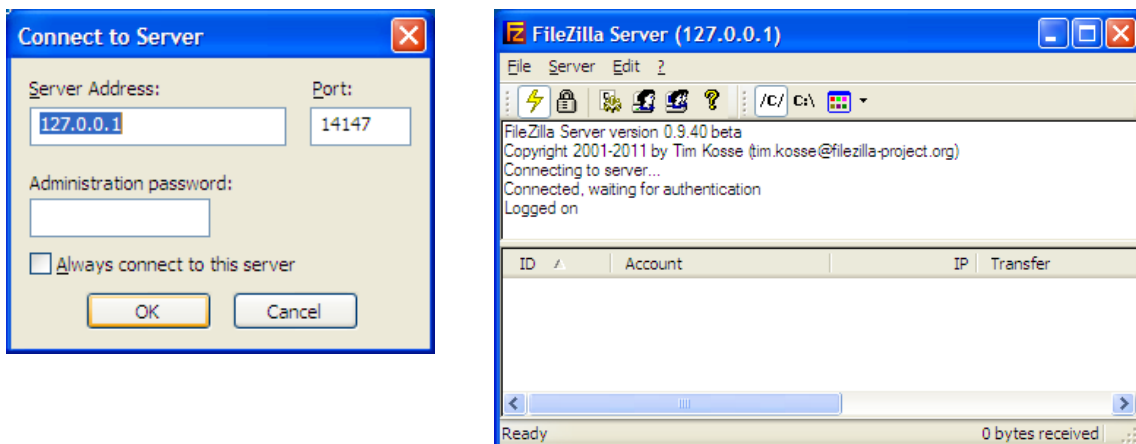 Connect to Server
Server Address: Port:
127.0.0.1 14147
Administration password:
Always connect to this server
OK Cancel
FileZilla Server (127.0.0.1)
File Server Edit ?
/C/ C:\
FileZilla Server version 0.9.40 beta
Copyright 2001-2011 by Tim Kosse (tim.kosse@filezilla-project.org)
Connecting to server...
Connected, waiting for authentication
Logged on
ID Account IP Transfer
Ready 0 bytes received